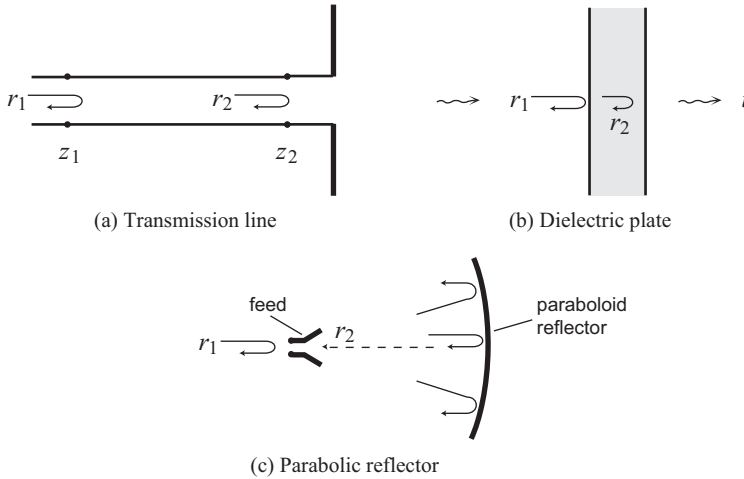 r1 r2
z1 z2
(a) Transmission line
r1 r2
(b) Dielectric plate
feed
r1 r2
paraboloid
reflector
(c) Parabolic reflector